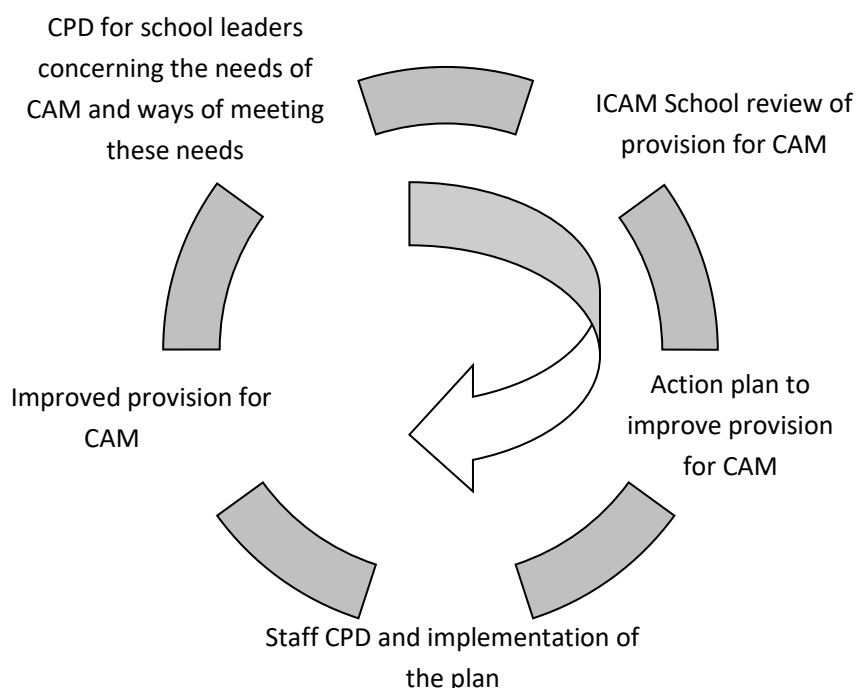 CPD for school leaders
concerning the needs of
CAM and ways of meeting
these needs
ICAM School review of
provision for CAM
Action plan to
improve provision
for CAM
Staff CPD and implementation of
the plan
Improved provision for
CAM